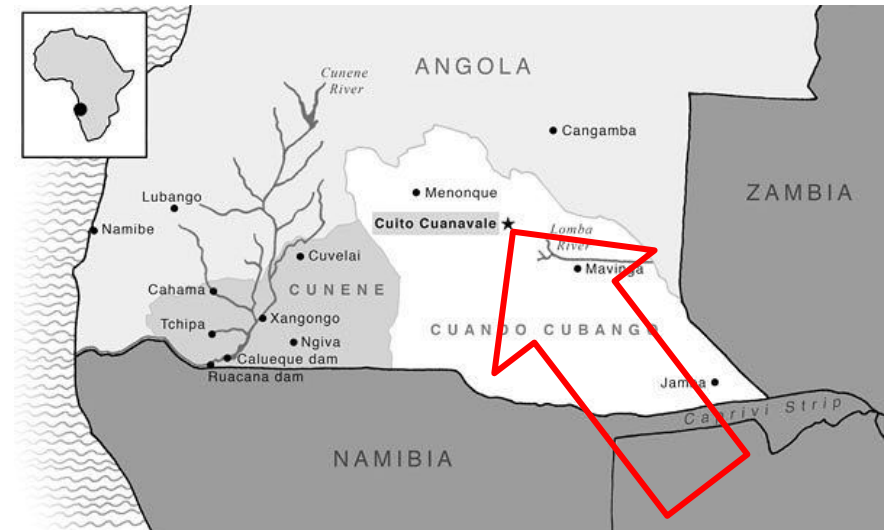 ANGOLA
Cunene
River
Cangamba
ZAMBIA
Menonque
Lubango
Cuito Cuanavale
Lomba
River
Namibe
Cuvelai
Mavinga
Cahama
CUNENE
Xangongo
Tchipa
CUANDO CUBANGO
Ngiva
Calueque dam
Ruacana dam
Jamba
Caprivi Strip
NAMIBIA